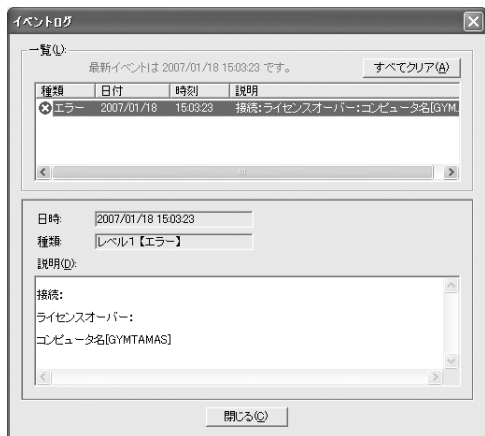 イベントログ
一覧(L):
最新イベントは 2007/01/18 15:03:23 です。
すべてクリア(A)
種類 日付 時刻 説明
エラー 2007/01/18 15:03:23 接続:ライセンスオーバー:コンピュータ名[GYM
日時: 2007/01/18 15:03:23
種類: レベル1【エラー】
説明(D):
接続:
ライセンスオーバー:
コンピュータ名[GYMTAMAS]
閉じる(C)